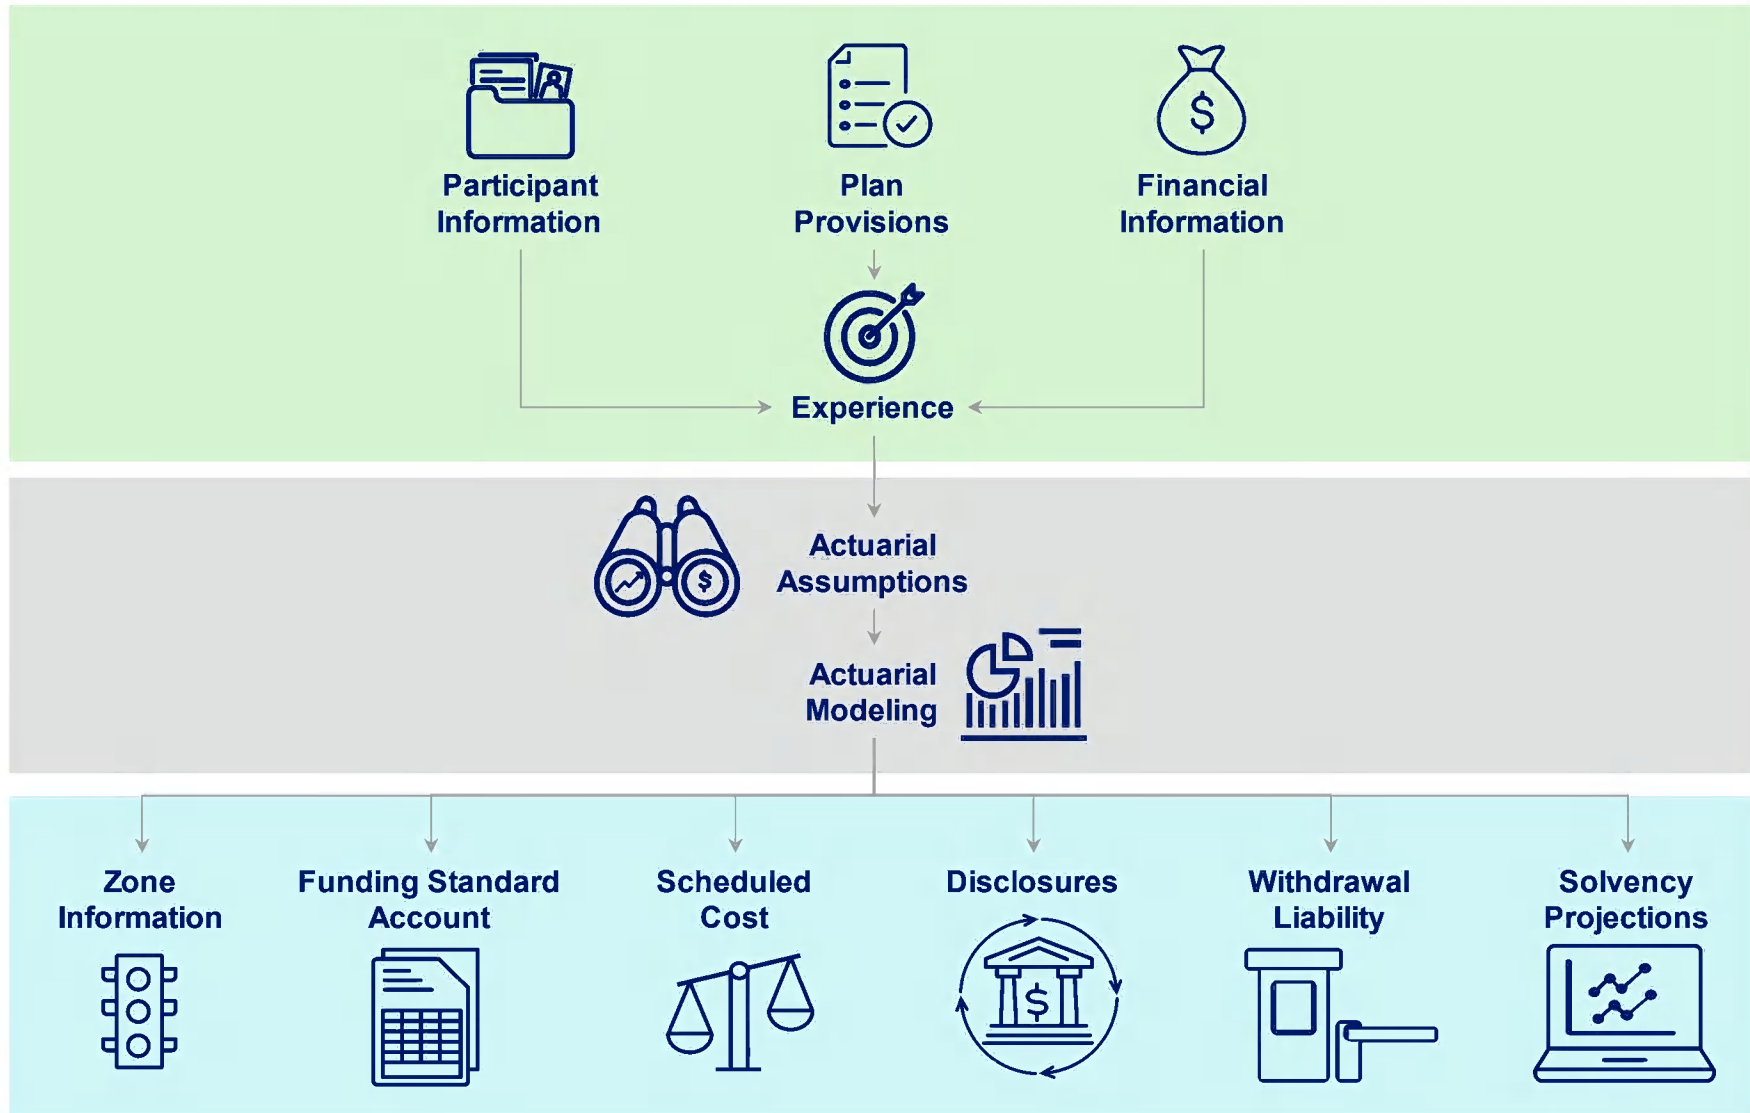 Participant
Information
Plan
Provisions
Financial
Information
$
Experience
$
Actuarial
Assumptions
Actuarial
Modeling
Zone
Information
Funding Standard
Account
Scheduled
Cost
Disclosures
Withdrawal
Liability
Solvency
Projections
$